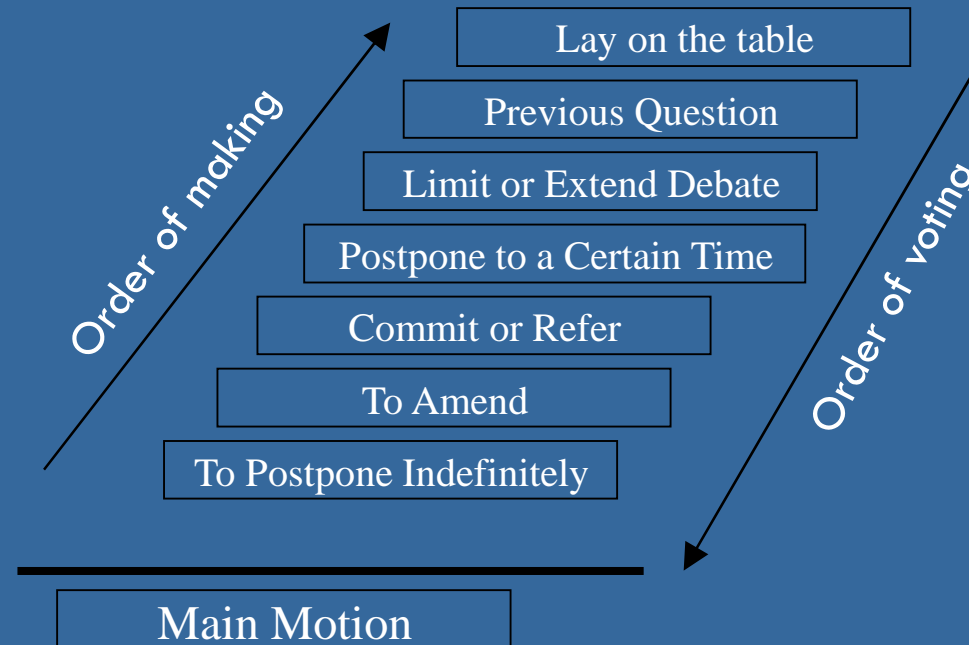 Lay on the table
Previous Question
Order of making
Limit or Extend Debate
Order of voting
Postpone to a Certain Time
Commit or Refer
To Amend
To Postpone Indefinitely
Main Motion